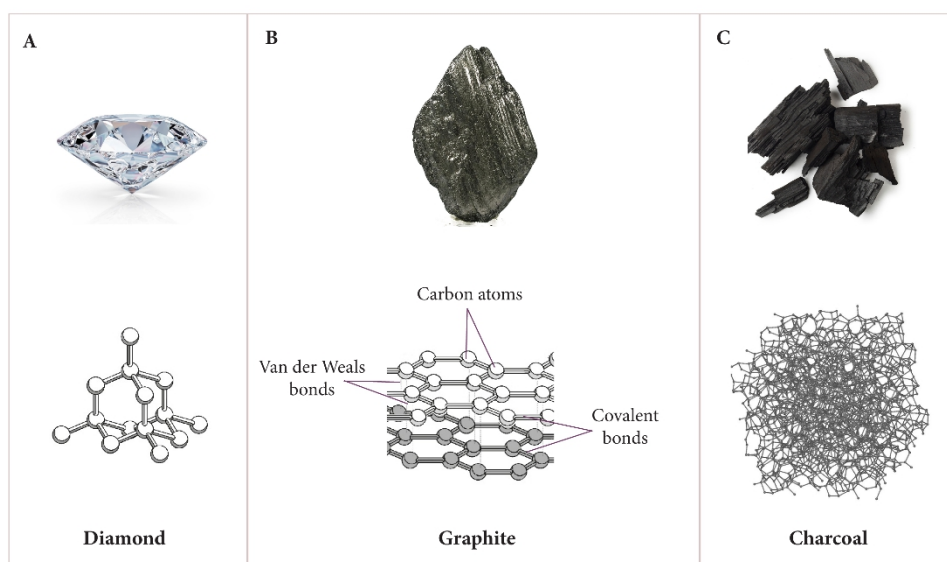 A
B
C
Carbon atoms
Van der Weals
bonds
Covalent
bonds
Diamond
Graphite
Charcoal